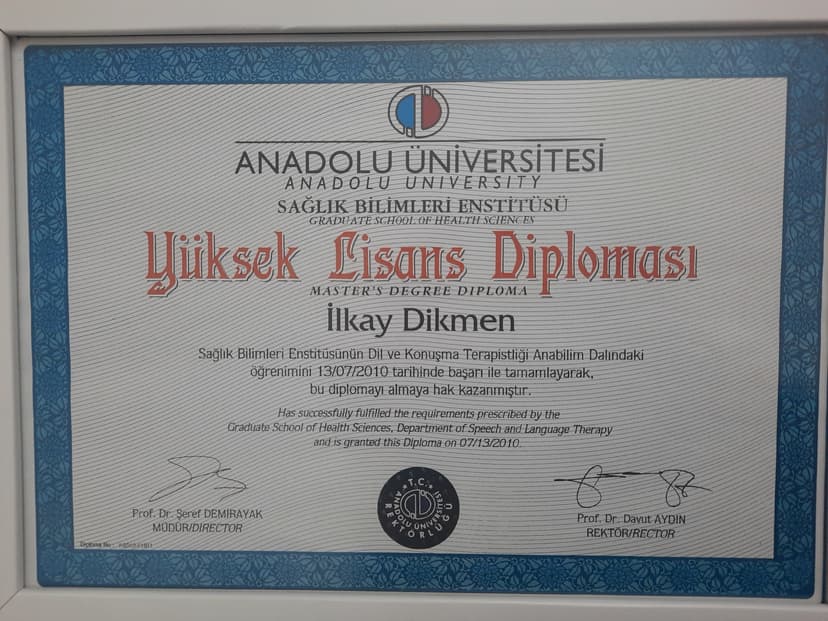 ANADOLU ÜNİVERSİTESİ
ANADOLU UNIVERSITY
SAĞLIK BİLİMLERİ ENSTİTÜSÜ
GRADUATE SCHOOL OF HEALTH SCIENCES
Yüksek Lisans Diploması
MASTER'S DEGREE DIPLOMA
İlkay Dikmen
Sağlık Bilimleri Enstitüsünün Dil ve Konuşma Terapistliği Anabilim Dalındaki
öğrenimini 13/07/2010 tarihinde başarı ile tamamlayarak,
bu diplomayı almaya hak kazanmıştır.
Has successfully fulfilled the requirements prescribed by the
Graduate School of Health Sciences, Department of Speech and Language Therapy
and is granted this Diploma on 07/13/2010.
T.C.
ANADOLU ÜNİVERSİTESİ
REKTÖRLÜĞÜ
Prof. Dr. Şeref DEMİRAYAK
MÜDÜR/DIRECTOR
Prof. Dr. Davut AYDIN
REKTÖR/RECTOR
Diploma No :